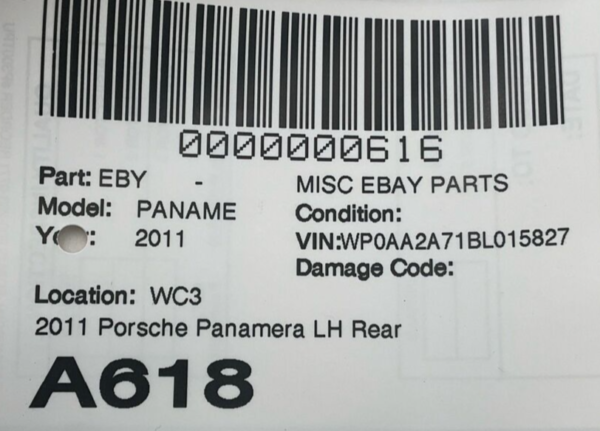 0000000616
Part: EBY - MISC EBAY PARTS
Model: PANAME Condition:
2011 VIN:WP0AA2A71BL015827
Damage Code:
Location: WC3
2011 Porsche Panamera LH Rear
A618